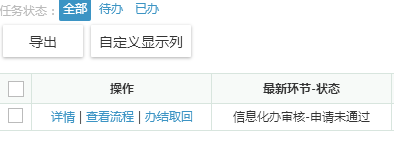 任务状态： 全部 待办 已办
导出 自定义显示列
操作 最新环节-状态
详情 | 查看流程 | 办结取回 信息化办审核-申请未通过